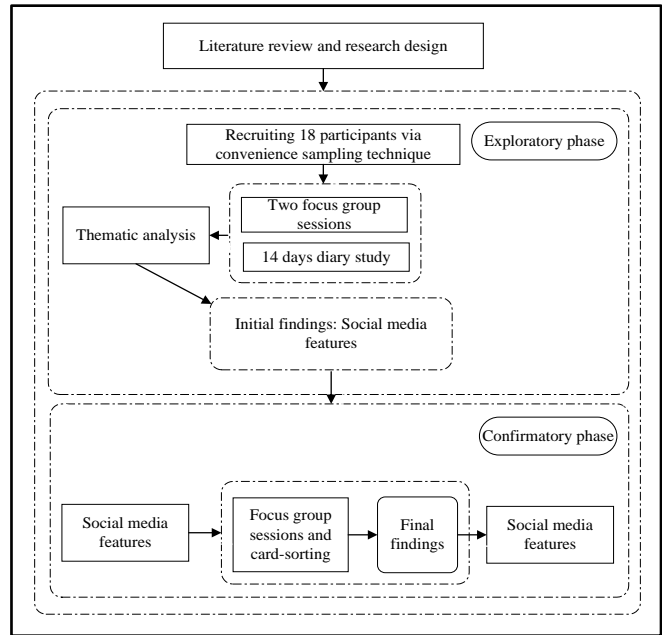 Literature review and research design
Recruiting 18 participants via
convenience sampling technique
Exploratory phase
Two focus group
sessions
Thematic analysis
14 days diary study
Initial findings: Social media
features
Confirmatory phase
Social media
features
Focus group
sessions and
card-sorting
Final
findings
Social media
features